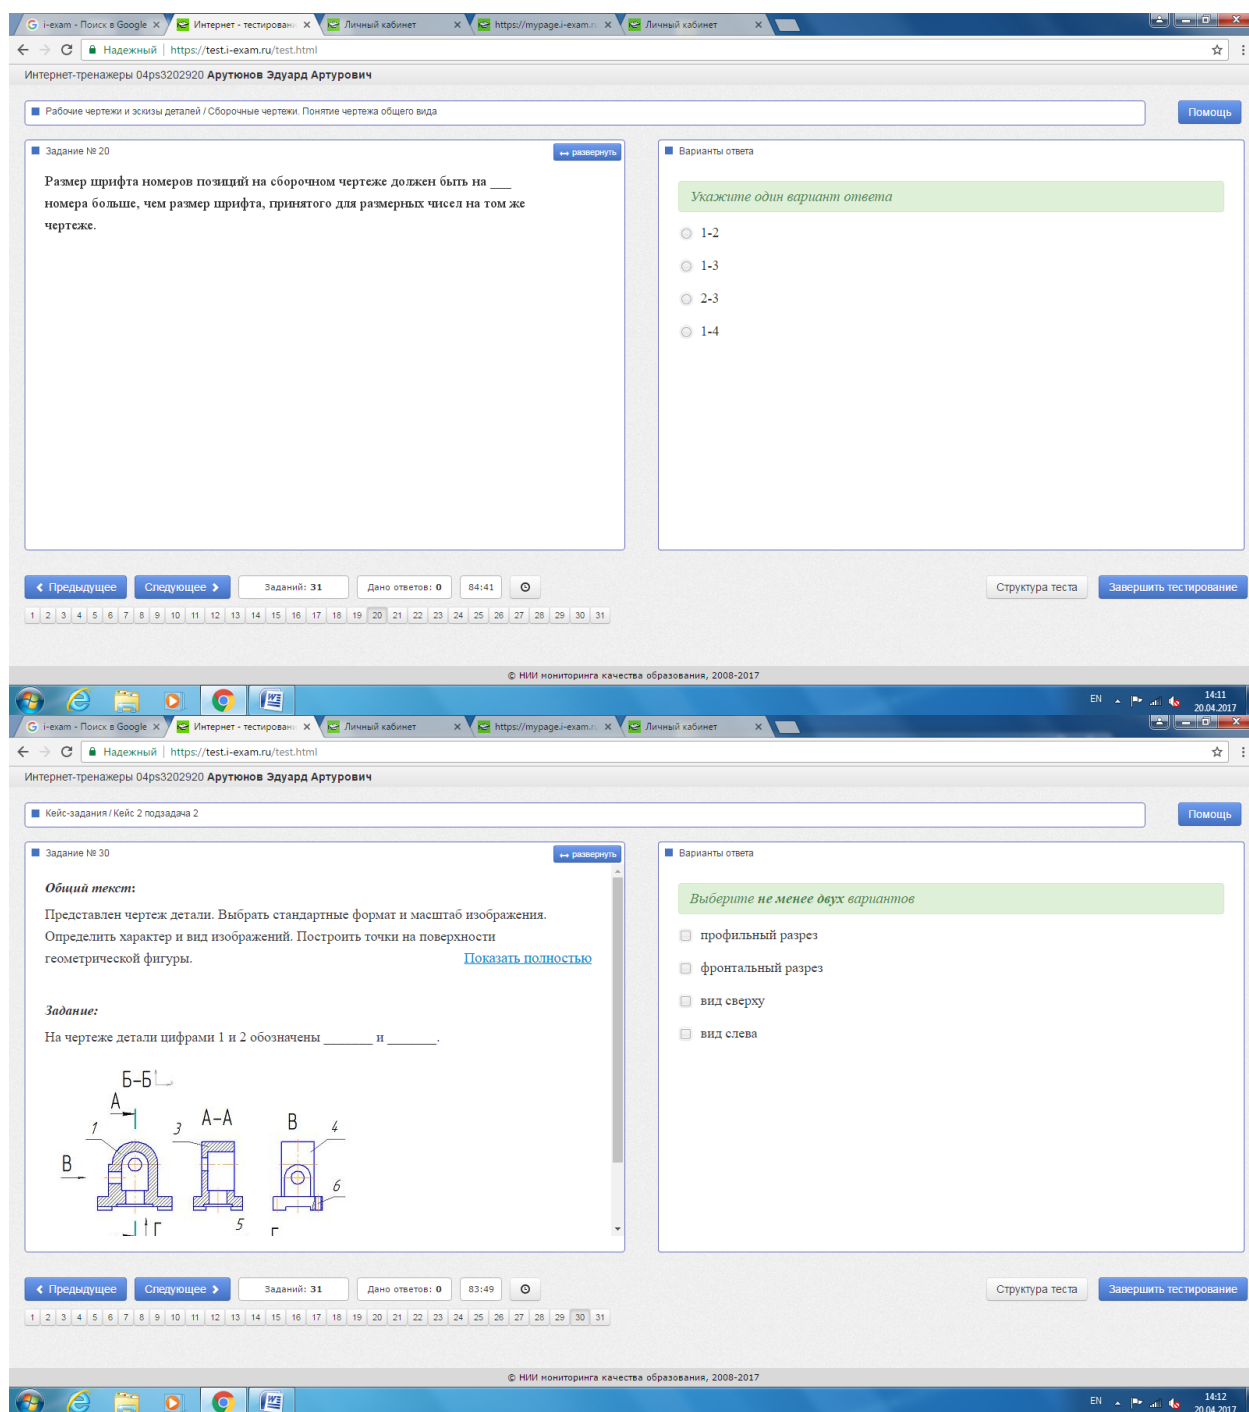 i-exam - Поиск в Google
Интернет - тестирован
Личный кабинет
https://mypage.i-exam.r
Личный кабинет
Надежный
https://test.i-exam.ru/test.html
Интернет-тренажеры 04ps3202920 Арутюнов Эдуард Артурович
Рабочие чертежи и эскизы деталей / Сборочные чертежи. Понятие чертежа общего вида
Помощь
Задание № 20
развернуть
Размер шрифта номеров позиций на сборочном чертеже должен быть на ___
номера больше, чем размер шрифта, принятого для размерных чисел на том же
чертеже.
Варианты ответа
Укажите один вариант ответа
1-2
1-3
2-3
1-4
Предыдущее
Следующее
Заданий: 31
Дано ответов: 0
84:41
Структура теста
Завершить тестирование
1 2 3 4 5 6 7 8 9 10 11 12 13 14 15 16 17 18 19 20 21 22 23 24 25 26 27 28 29 30 31
© НИИ мониторинга качества образования, 2008-2017
EN
14:11
20.04.2017
i-exam - Поиск в Google
Интернет - тестирован
Личный кабинет
https://mypage.i-exam.r
Личный кабинет
Надежный
https://test.i-exam.ru/test.html
Интернет-тренажеры 04ps3202920 Арутюнов Эдуард Артурович
Кейс-задания / Кейс 2 подзадача 2
Помощь
Задание № 30
развернуть
Общий текст:
Представлен чертеж детали. Выбрать стандартные формат и масштаб изображения.
Определить характер и вид изображений. Построить точки на поверхности
геометрической фигуры.
Показать полностью
Задание:
На чертеже детали цифрами 1 и 2 обозначены _______ и _______.
Б-Б
А
1
3
А-А
В
4
В
6
Г
5
Г
Варианты ответа
Выберите не менее двух вариантов
профильный разрез
фронтальный разрез
вид сверху
вид слева
Предыдущее
Следующее
Заданий: 31
Дано ответов: 0
83:49
Структура теста
Завершить тестирование
1 2 3 4 5 6 7 8 9 10 11 12 13 14 15 16 17 18 19 20 21 22 23 24 25 26 27 28 29 30 31
© НИИ мониторинга качества образования, 2008-2017
EN
14:12
20.04.2017